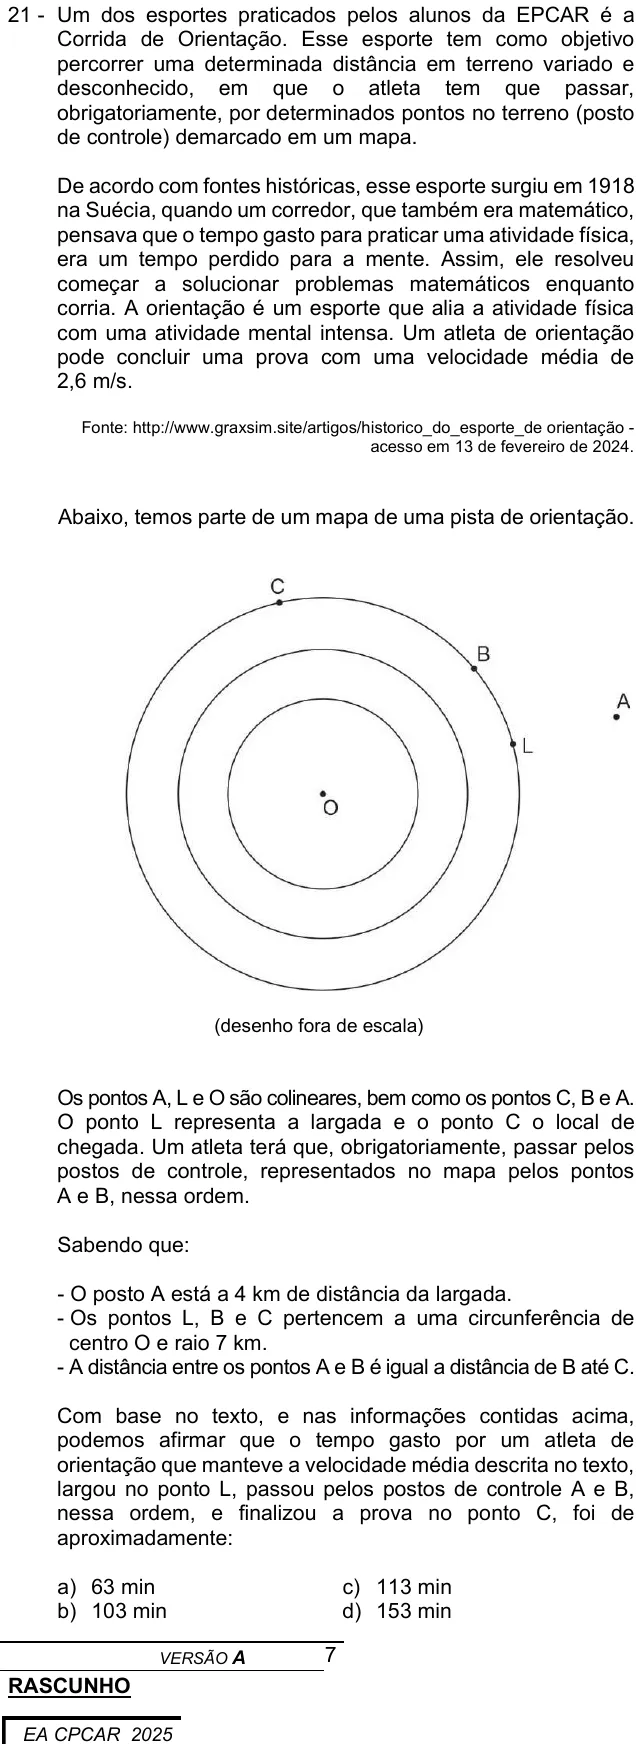 21 - Um dos esportes praticados pelos alunos da EPCAR é a
Corrida de Orientação. Esse esporte tem como objetivo
percorrer uma determinada distância em terreno variado e
desconhecido, em que o atleta tem que passar,
obrigatoriamente, por determinados pontos no terreno (posto
de controle) demarcado em um mapa.
De acordo com fontes históricas, esse esporte surgiu em 1918
na Suécia, quando um corredor, que também era matemático,
pensava que o tempo gasto para praticar uma atividade física,
era um tempo perdido para a mente. Assim, ele resolveu
começar a solucionar problemas matemáticos enquanto
corria. A orientação é um esporte que alia a atividade física
com uma atividade mental intensa. Um atleta de orientação
pode concluir uma prova com uma velocidade média de
2,6 m/s.
Fonte: http://www.graxsim.site/artigos/historico_do_esporte_de orientação -
acesso em 13 de fevereiro de 2024.
Abaixo, temos parte de um mapa de uma pista de orientação.
C
B
A
L
O
(desenho fora de escala)
Os pontos A, L e O são colineares, bem como os pontos C, B e A.
O ponto L representa a largada e o ponto C o local de
chegada. Um atleta terá que, obrigatoriamente, passar pelos
postos de controle, representados no mapa pelos pontos
A e B, nessa ordem.
Sabendo que:
- O posto A está a 4 km de distância da largada.
- Os pontos L, B e C pertencem a uma circunferência de
centro O e raio 7 km.
- A distância entre os pontos A e B é igual a distância de B até C.
Com base no texto, e nas informações contidas acima,
podemos afirmar que o tempo gasto por um atleta de
orientação que manteve a velocidade média descrita no texto,
largou no ponto L, passou pelos postos de controle A e B,
nessa ordem, e finalizou a prova no ponto C, foi de
aproximadamente:
a) 63 min c) 113 min
b) 103 min d) 153 min
VERSÃO A 7
RASCUNHO
EA CPCAR 2025